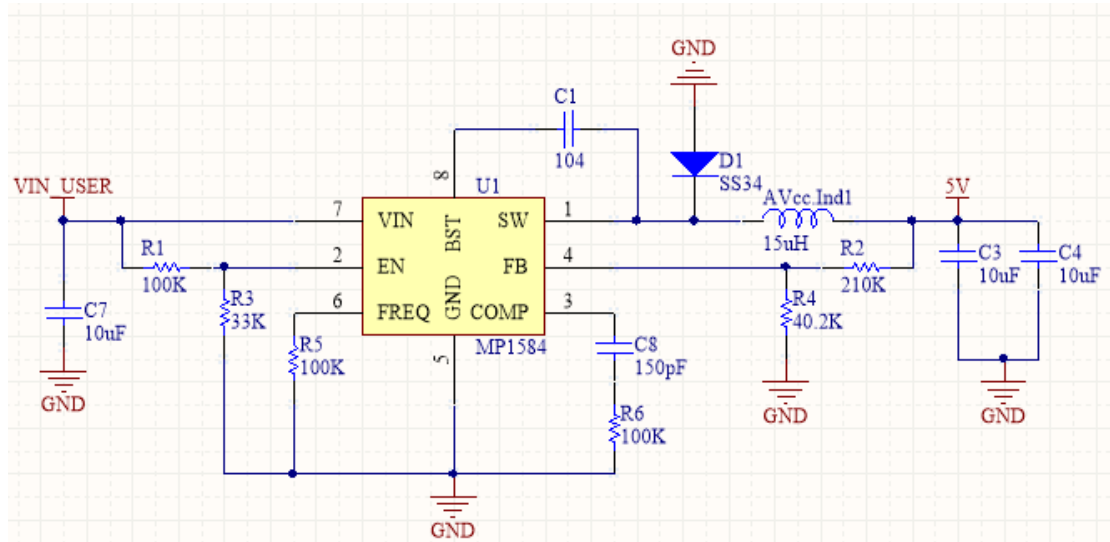 GND
C1
104
D1
SS34
VIN_USER
8
U1
AVcc.Ind1
5V
7
VIN
BST
SW
1
15uH
R1
100K
2
EN
FB
4
R2
210K
C3
10uF
C4
10uF
C7
10uF
R3
33K
6
FREQ
GND
COMP
3
R4
40.2K
R5
100K
5
MP1584
C8
150pF
GND
GND
GND
R6
100K
GND